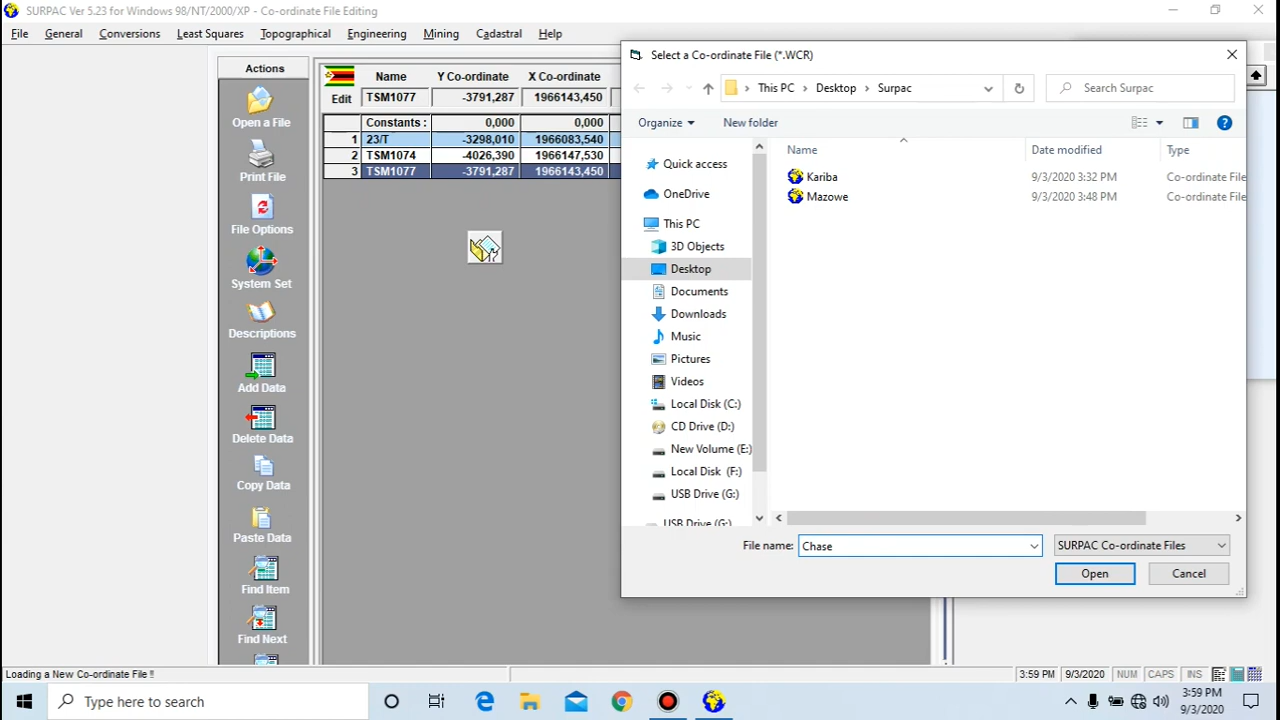 SURPAC Ver 5.23 for Windows 98/NT/2000/XP - Co-ordinate File Editing
File General Conversions Least Squares Topographical Engineering Mining Cadastral Help
Actions
Open a File
Print File
File Options
System Set
Descriptions
Add Data
Delete Data
Copy Data
Paste Data
Find Item
Find Next
Name Y Co-ordinate X Co-ordinate
Edit TSM1077 -3791,287 1966143,450
Constants : 0,000 0,000
1 23/T -3298,010 1966083,540
2 TSM1074 -4026,390 1966147,530
3 TSM1077 -3791,287 1966143,450
Select a Co-ordinate File (*.WCR)
This PC Desktop Surpac
Search Surpac
Organize New folder
Quick access
OneDrive
This PC
3D Objects
Desktop
Documents
Downloads
Music
Pictures
Videos
Local Disk (C:)
CD Drive (D:)
New Volume (E:)
Local Disk (F:)
USB Drive (G:)
USB Drive (G:)
Name Date modified Type
Kariba 9/3/2020 3:32 PM Co-ordinate File
Mazowe 9/3/2020 3:48 PM Co-ordinate File
File name: Chase SURPAC Co-ordinate Files
Open Cancel
Loading a New Co-ordinate File !! 3:59 PM 9/3/2020 NUM CAPS INS
Type here to search
3:59 PM
9/3/2020